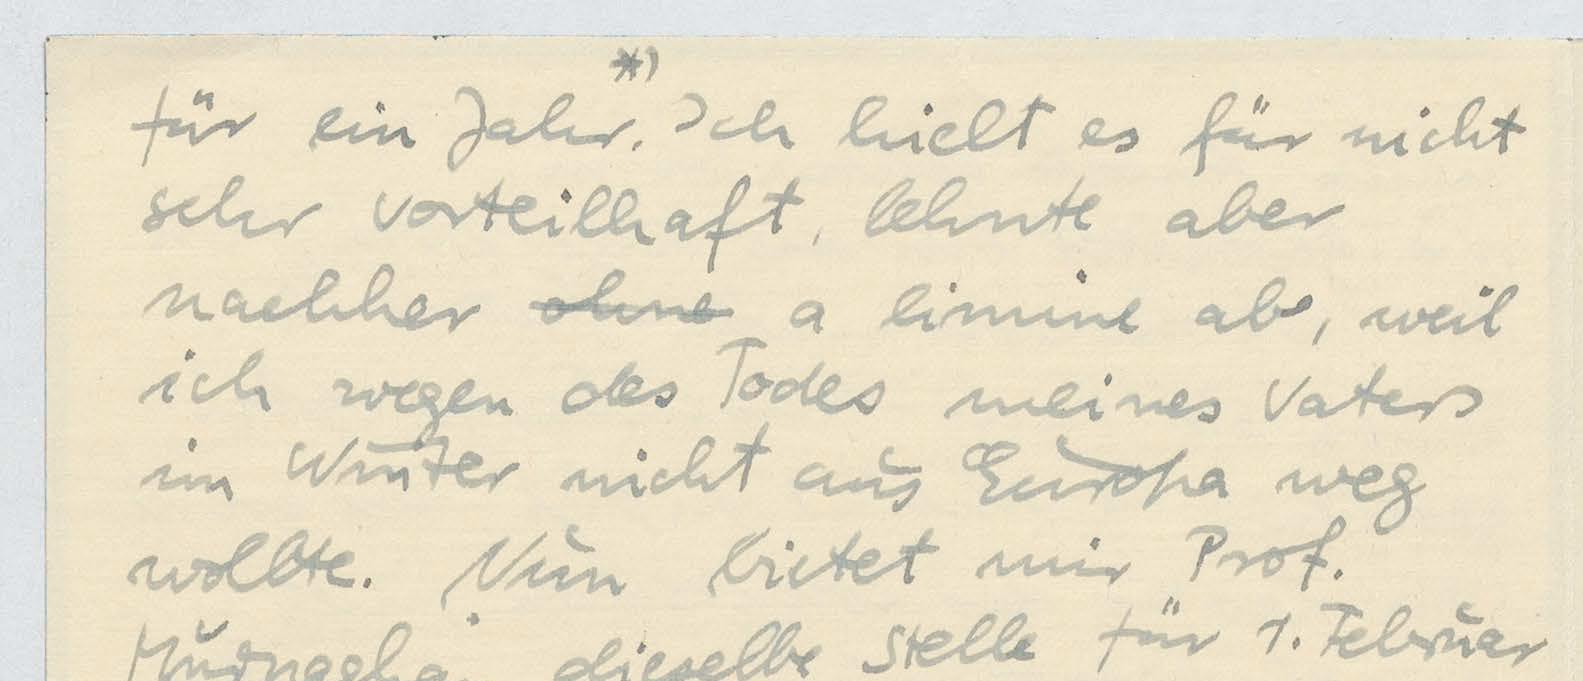 *)
für ein Jahr. Ich hielt es für nicht
sehr vorteilhaft, lehnte aber
nachher ohne a limine ab, weil
ich wegen des Todes meines Vaters
im Winter nicht aus Europa weg
wollte. Nun bietet mir Prof.
dieselbe Stelle für 1. Februar